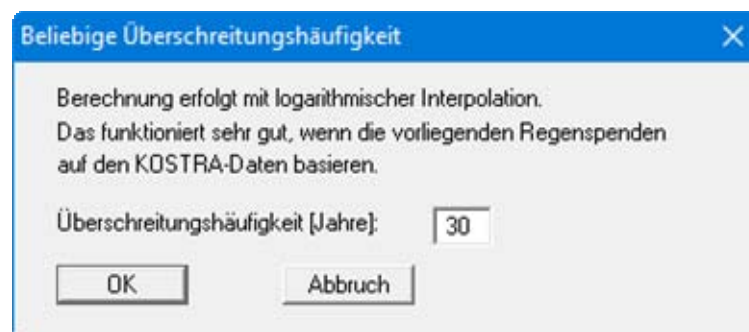 Beliebige Überschreitungshäufigkeit
Berechnung erfolgt mit logarithmischer Interpolation.
Das funktioniert sehr gut, wenn die vorliegenden Regenspenden
auf den KOSTRA-Daten basieren.
Überschreitungshäufigkeit [Jahre]: 30
OK Abbruch